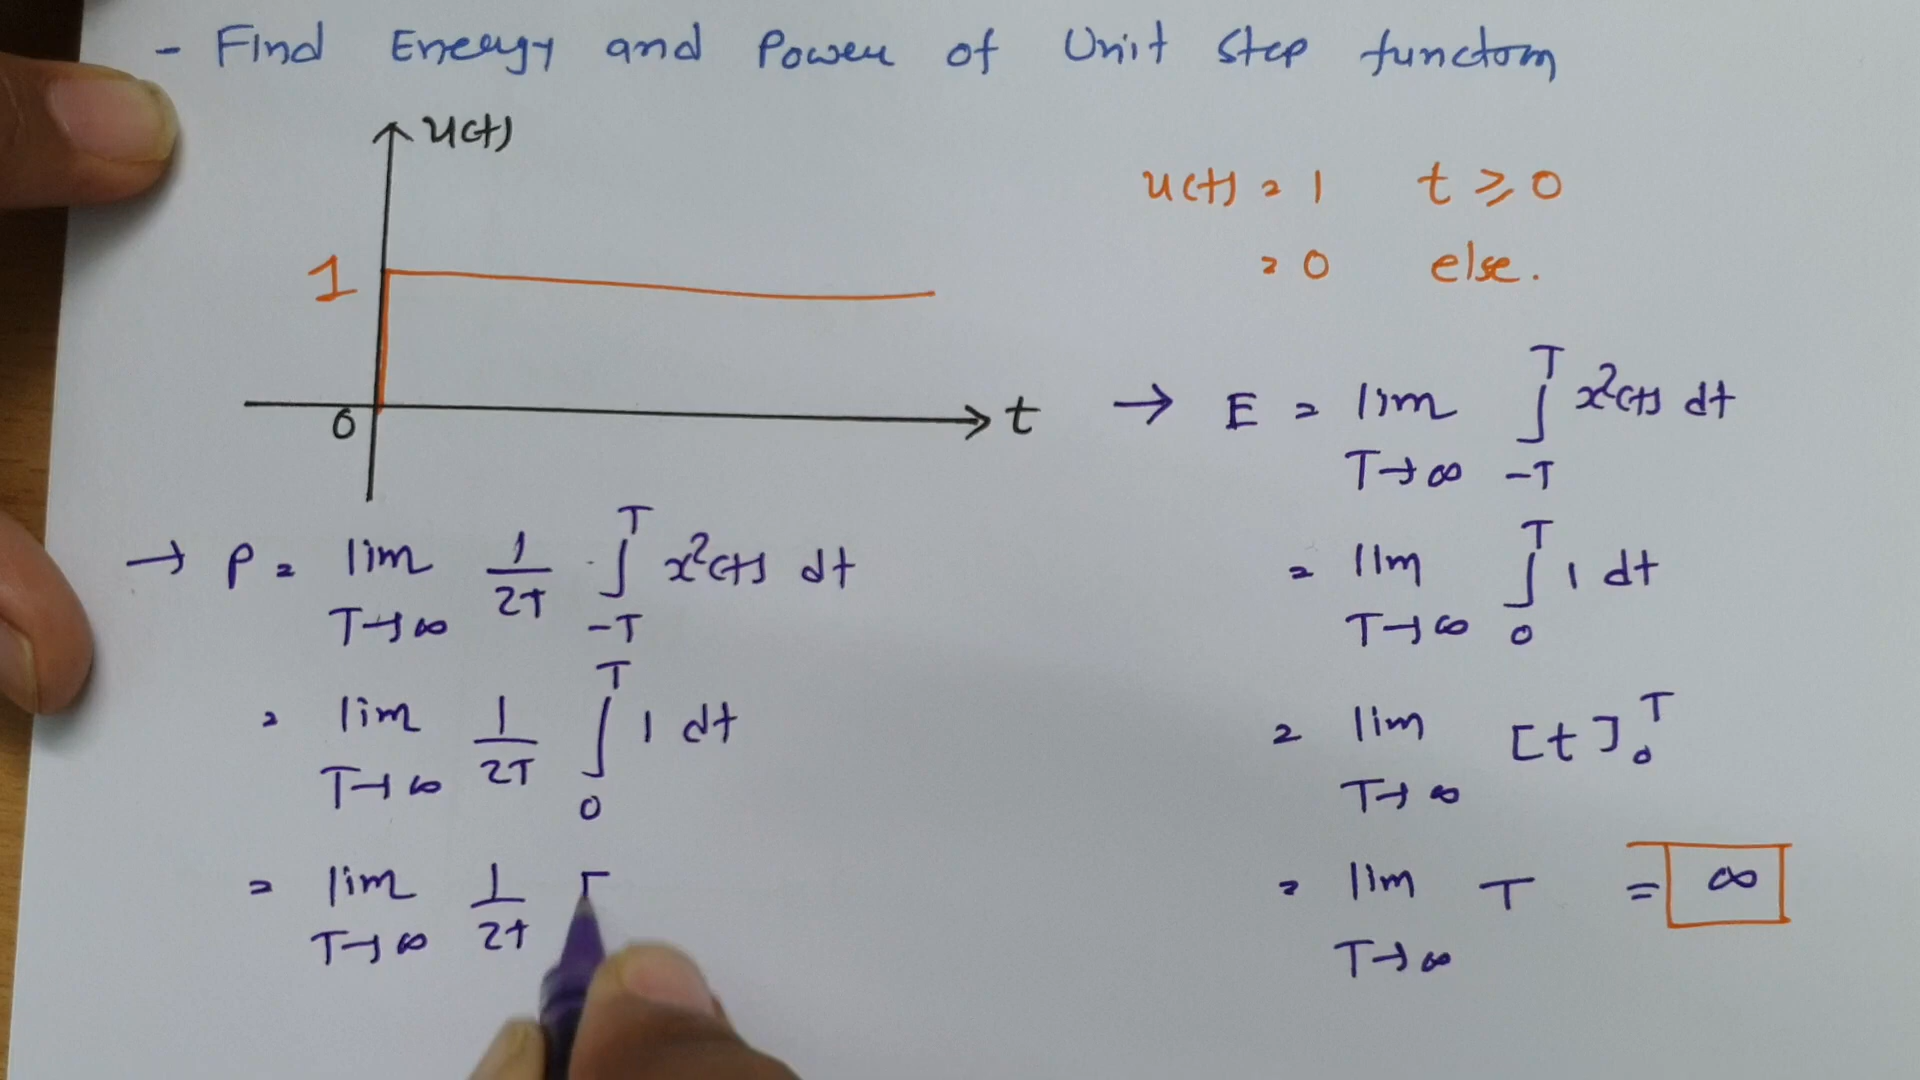 - Find Energy and Power of Unit Step function
u(t)
1
0
t
u(t) = 1 t ≥ 0
= 0 else.
→ E = lim T→∞ ∫_{-T}^{T} x²(t) dt
= lim T→∞ ∫_{0}^{T} 1 dt
= lim T→∞ [t]_{0}^{T}
= lim T→∞ T = ∞
→ P = lim T→∞ 1/2T · ∫_{-T}^{T} x²(t) dt
= lim T→∞ 1/2T ∫_{0}^{T} 1 dt
= lim T→∞ 1/2T [